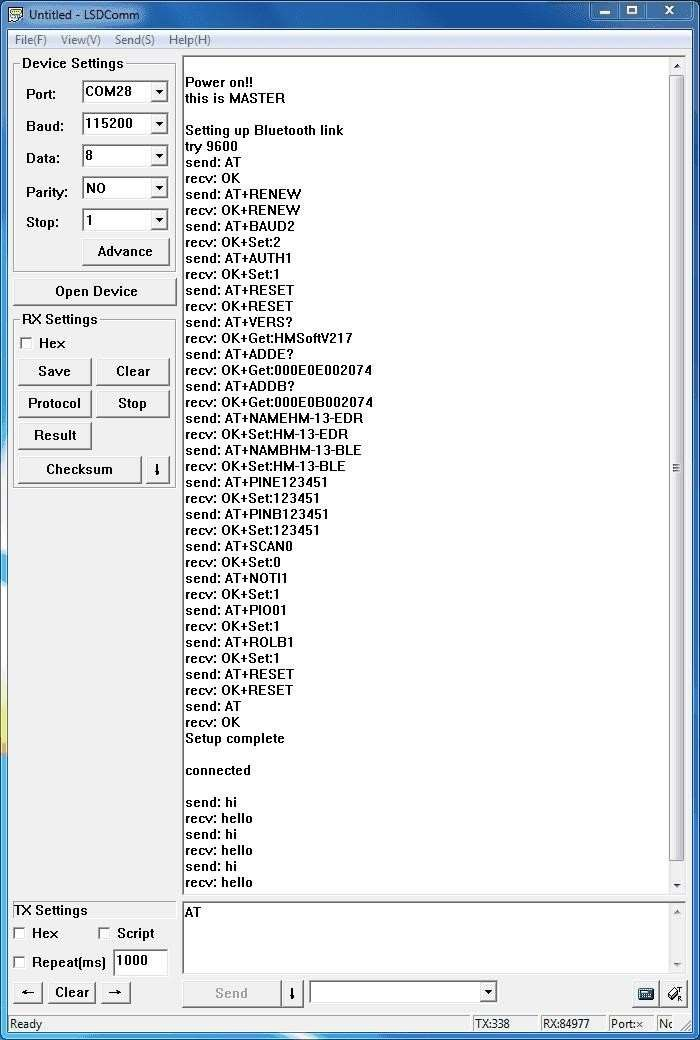 Untitled - LSDComm
File(F) View(V) Send(S) Help(H)
Device Settings
Port: COM28
Baud: 115200
Data: 8
Parity: NO
Stop: 1
Advance
Open Device
RX Settings
Hex
Save Clear
Protocol Stop
Result
Checksum
Power on!!
this is MASTER
Setting up Bluetooth link
try 9600
send: AT
recv: OK
send: AT+RENEW
recv: OK+RENEW
send: AT+BAUD2
recv: OK+Set:2
send: AT+AUTH1
recv: OK+Set:1
send: AT+RESET
recv: OK+RESET
send: AT+VERS?
recv: OK+Get:HMSoftV217
send: AT+ADDE?
recv: OK+Get:000E0E002074
send: AT+ADDB?
recv: OK+Get:000E0B002074
send: AT+NAMEHM-13-EDR
recv: OK+Set:HM-13-EDR
send: AT+NAMBHM-13-BLE
recv: OK+Set:HM-13-BLE
send: AT+PINE123451
recv: OK+Set:123451
send: AT+PINB123451
recv: OK+Set:123451
send: AT+SCAN0
recv: OK+Set:0
send: AT+NOTI1
recv: OK+Set:1
send: AT+PIO01
recv: OK+Set:1
send: AT+ROLB1
recv: OK+Set:1
send: AT+RESET
recv: OK+RESET
send: AT
recv: OK
Setup complete
connected
send: hi
recv: hello
send: hi
recv: hello
send: hi
recv: hello
TX Settings
Hex Script
Repeat(ms) 1000
← Clear →
AT
Send
Ready TX:338 RX:84977 Port:× Nc